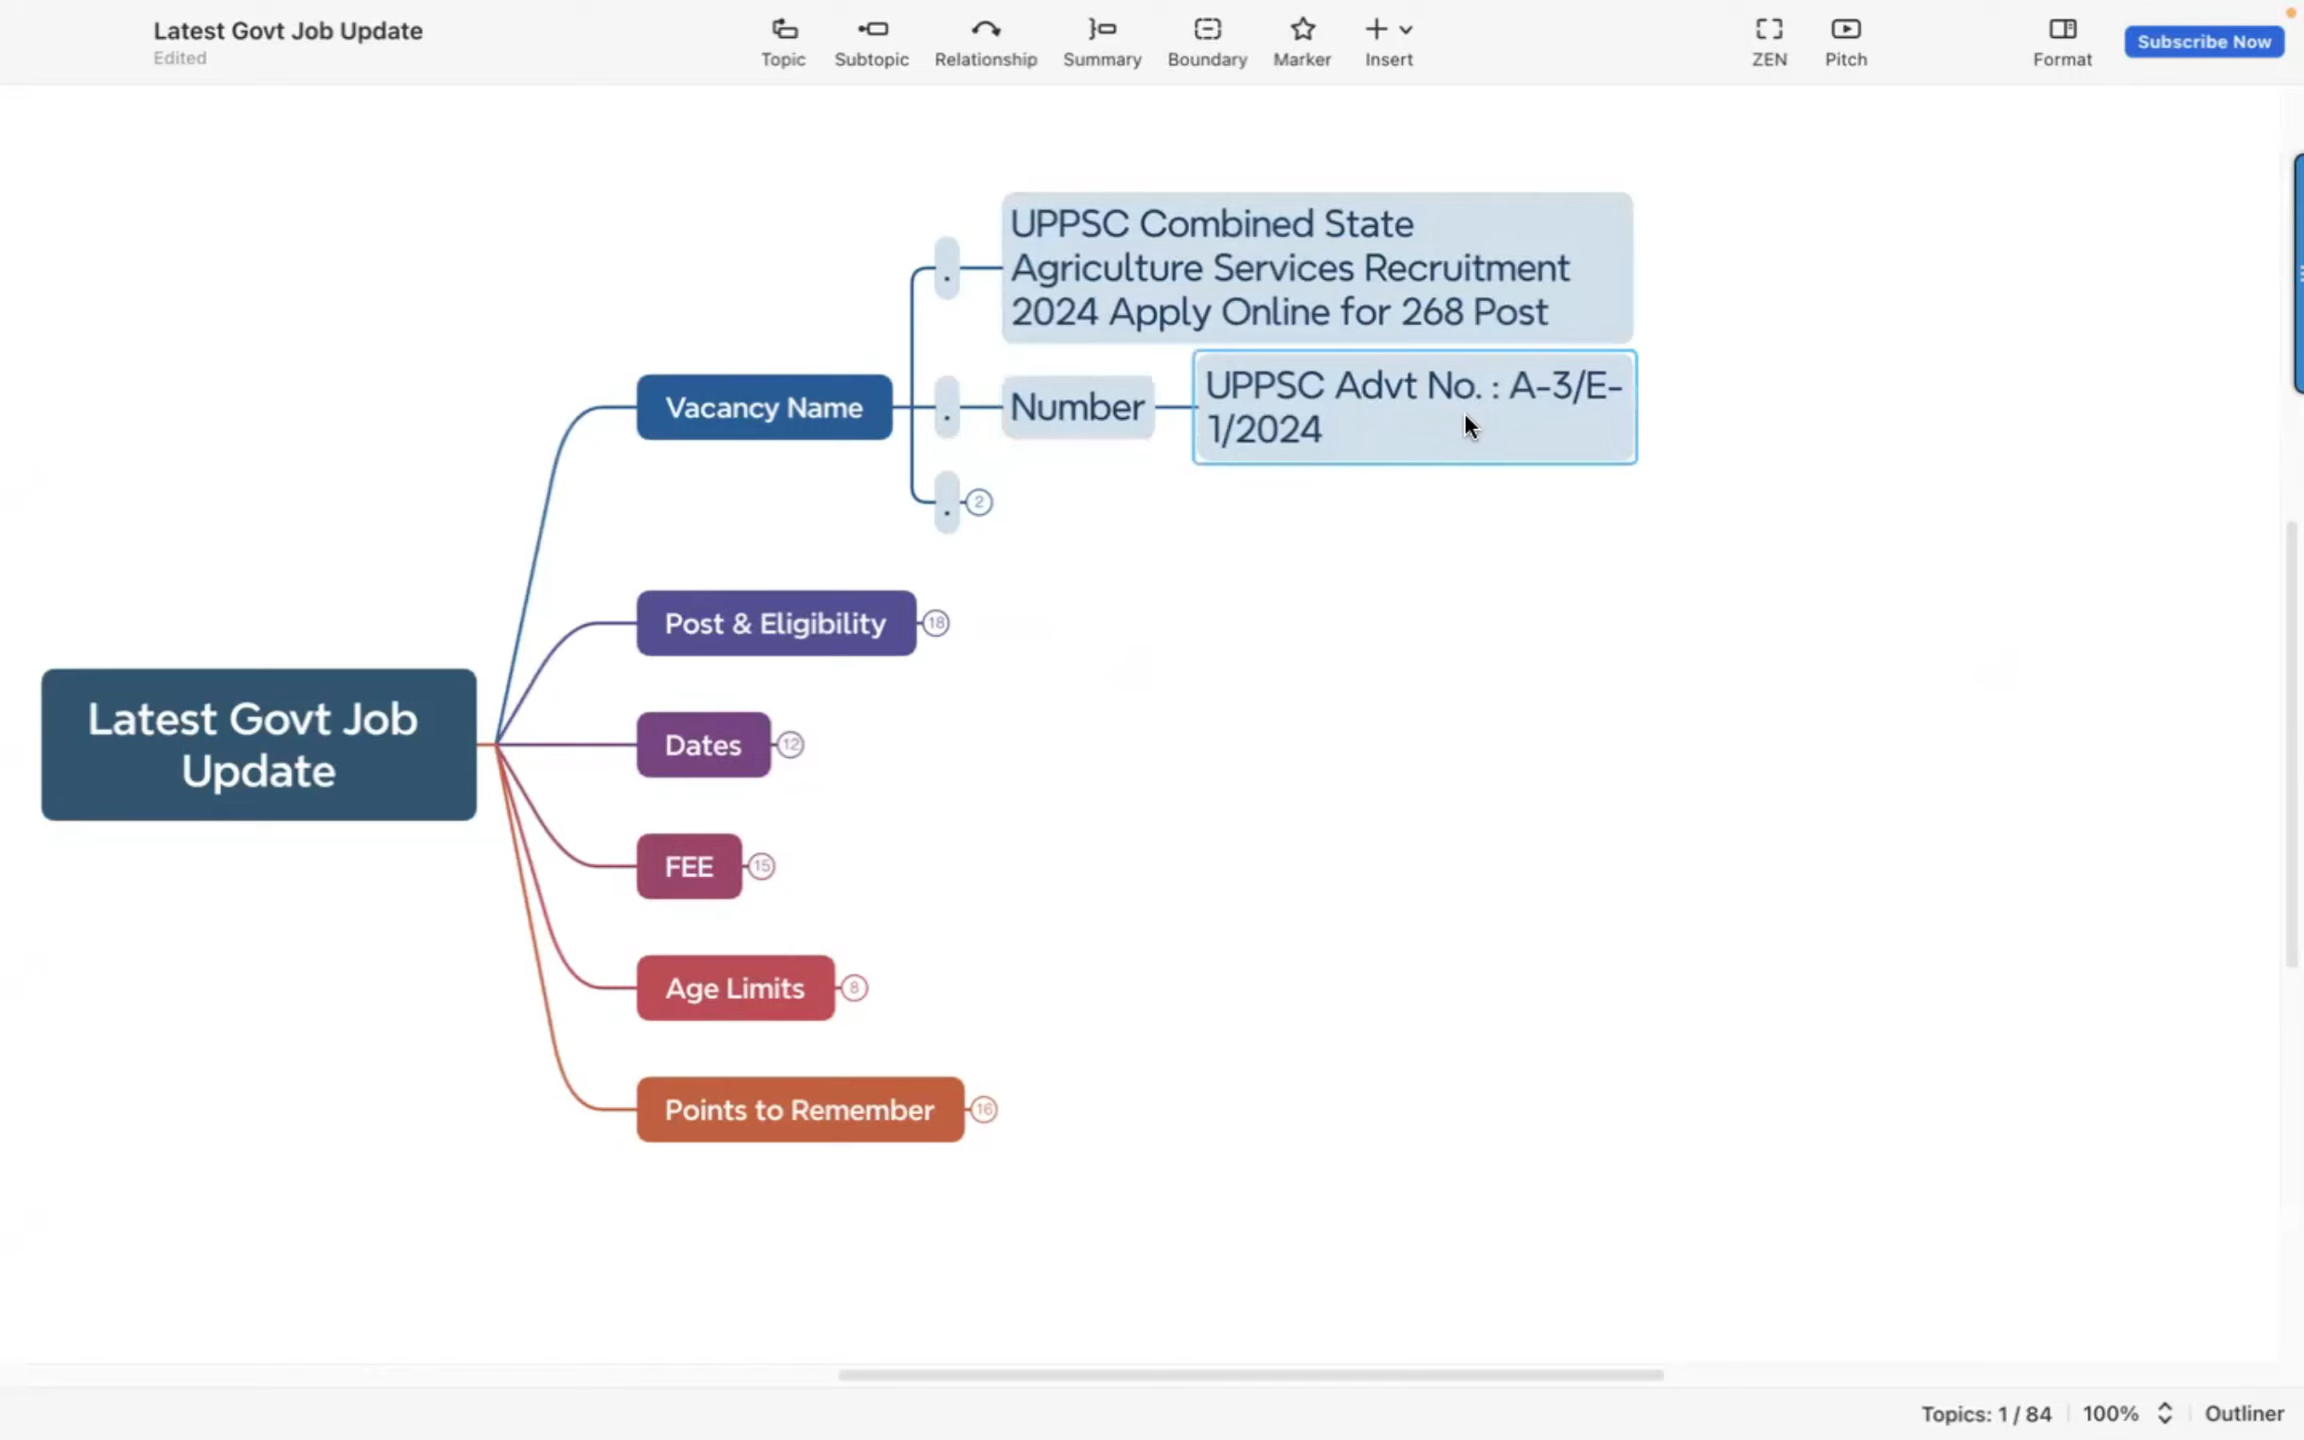 Latest Govt Job Update
Edited
Topic
Subtopic
Relationship
Summary
Boundary
Marker
Insert
ZEN
Pitch
Format
Subscribe Now
UPPSC Combined State
Agriculture Services Recruitment
2024 Apply Online for 268 Post
Vacancy Name
.
.
Number
UPPSC Advt No. : A-3/E-
1/2024
.
2
Post & Eligibility
18
Latest Govt Job
Update
Dates
12
FEE
15
Age Limits
8
Points to Remember
16
Topics: 1 / 84
100%
Outliner